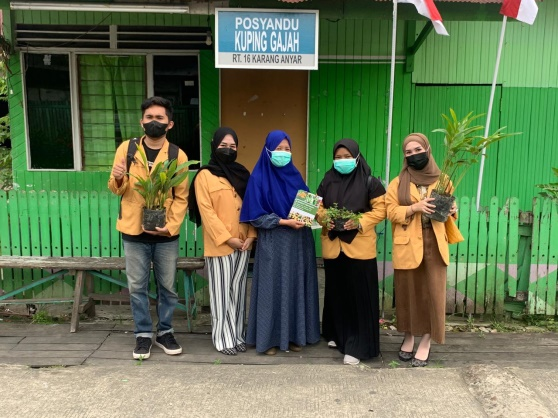 POSYANDU
KUPING GAJAH
RT. 16 KARANG ANYAR